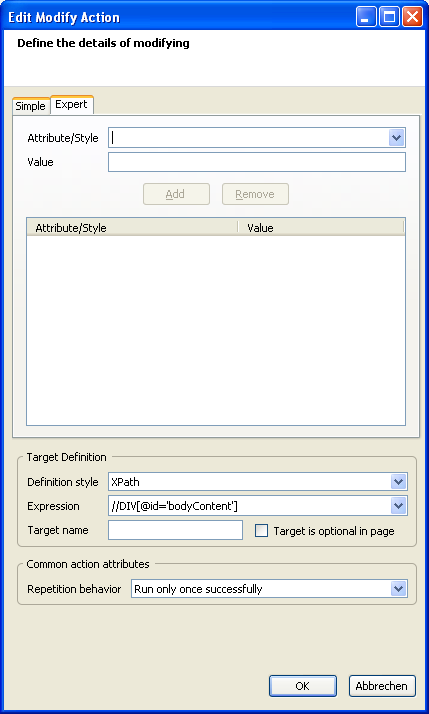 Edit Modify Action
Define the details of modifying
Simple Expert
Attribute/Style
Value
Add Remove
Attribute/Style Value
Target Definition
Definition style XPath
Expression //DIV[@id='bodyContent']
Target name Target is optional in page
Common action attributes
Repetition behavior Run only once successfully
OK Abbrechen